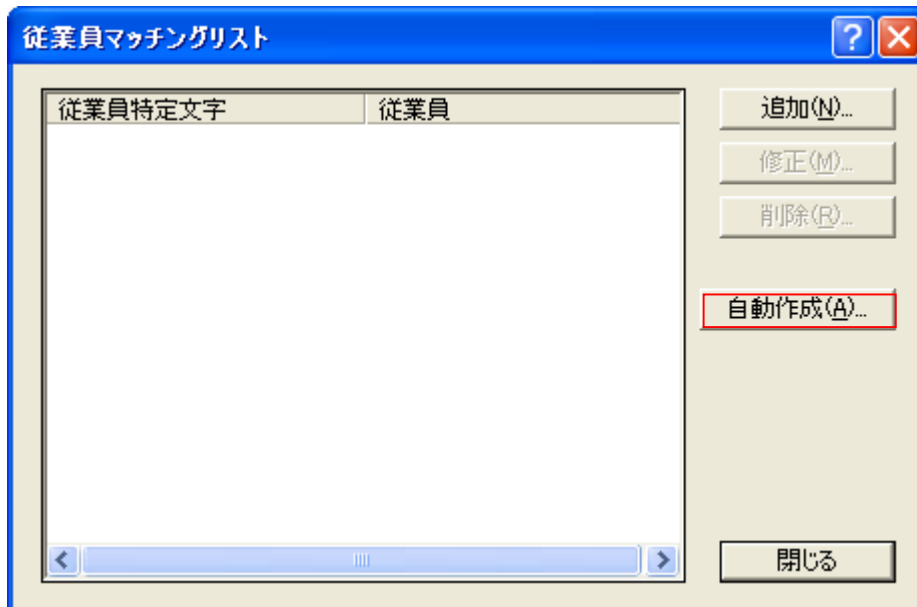 従業員マッチングリスト
従業員特定文字 従業員
追加(N)...
修正(M)...
削除(R)...
自動作成(A)...
閉じる